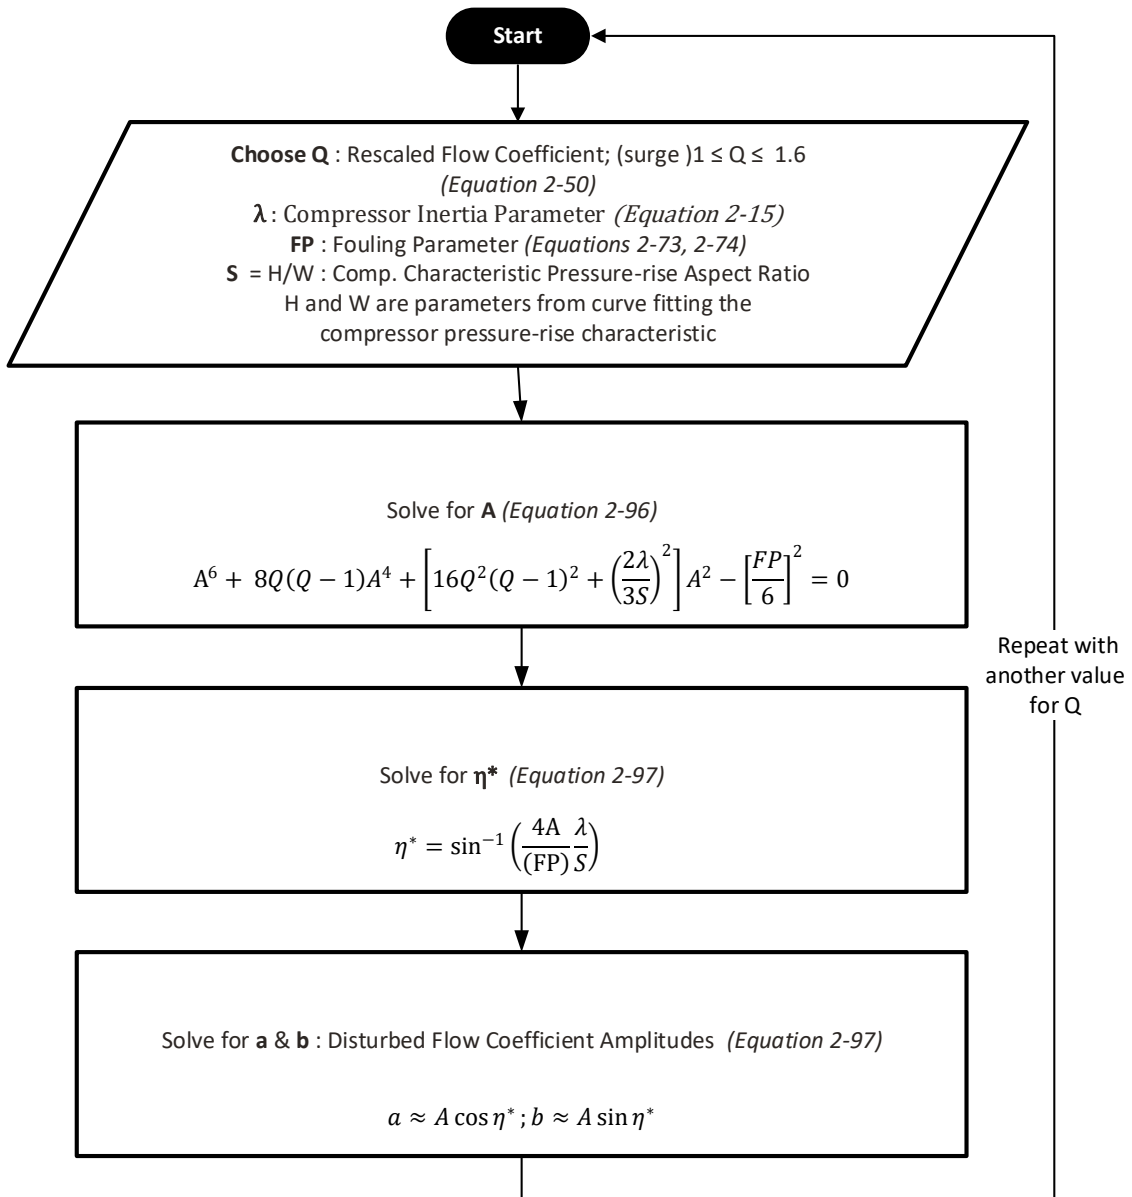 Start
Choose Q : Rescaled Flow Coefficient; (surge )1 ≤ Q ≤ 1.6
(Equation 2-50)
λ : Compressor Inertia Parameter (Equation 2-15)
FP : Fouling Parameter (Equations 2-73, 2-74)
S = H/W : Comp. Characteristic Pressure-rise Aspect Ratio
H and W are parameters from curve fitting the
compressor pressure-rise characteristic
Solve for A (Equation 2-96)
A⁶ + 8Q(Q − 1)A⁴ + [16Q²(Q − 1)² + (2λ/3S)²] A² − [FP/6]² = 0
Repeat with
another value
for Q
Solve for η* (Equation 2-97)
η* = sin⁻¹ (4A/(FP) λ/S)
Solve for a & b : Disturbed Flow Coefficient Amplitudes (Equation 2-97)
a ≈ A cos η* ; b ≈ A sin η*